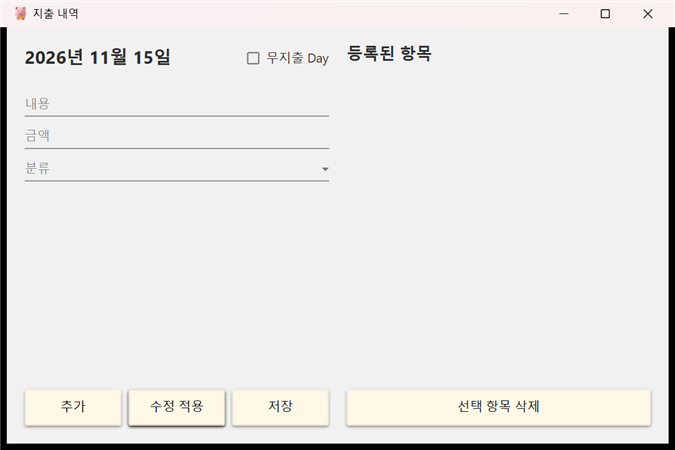 지출 내역
2026년 11월 15일
무지출 Day
등록된 항목
내용
금액
분류
추가
수정 적용
저장
선택 항목 삭제